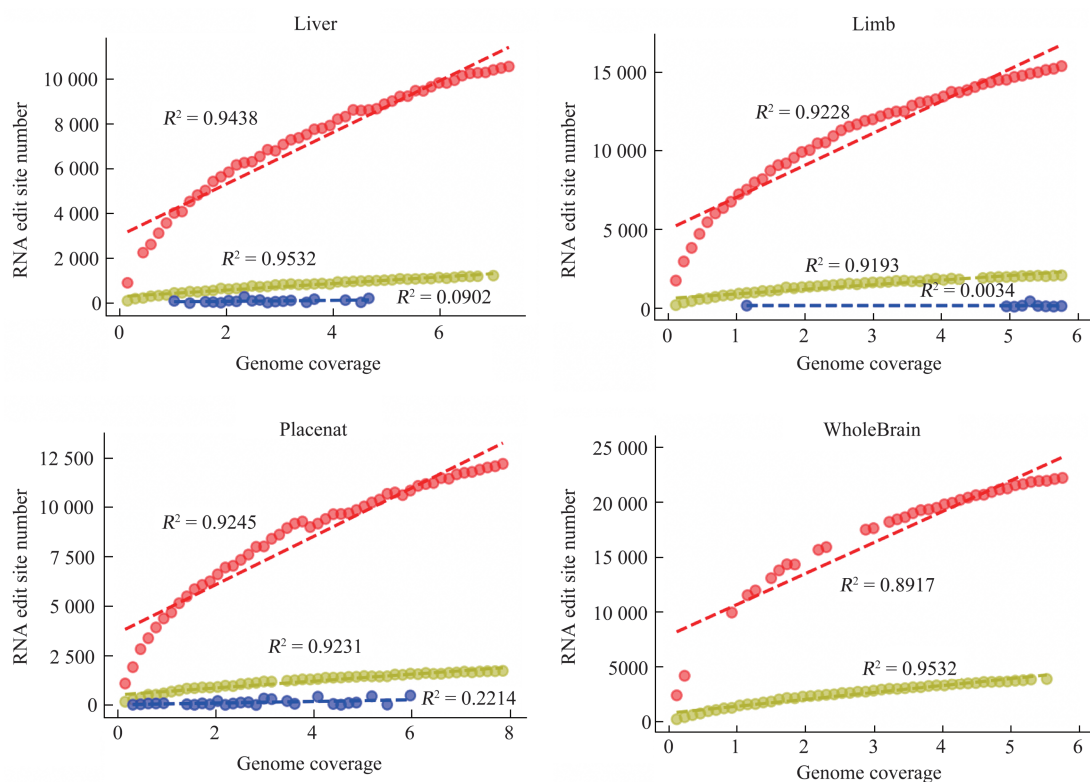 Liver
10 000
8 000
6 000
4 000
2 000
0
RNA edit site number
R² = 0.9438
R² = 0.9532
R² = 0.0902
0 2 4 6
Genome coverage
Limb
15 000
10 000
5 000
0
RNA edit site number
R² = 0.9228
R² = 0.9193
R² = 0.0034
0 1 2 3 4 5 6
Genome coverage
Placenat
12 500
10 000
7 500
5 000
2 500
0
RNA edit site number
R² = 0.9245
R² = 0.9231
R² = 0.2214
0 2 4 6 8
Genome coverage
WholeBrain
25 000
20 000
15 000
10 000
5000
0
RNA edit site number
R² = 0.8917
R² = 0.9532
0 1 2 3 4 5 6
Genome coverage